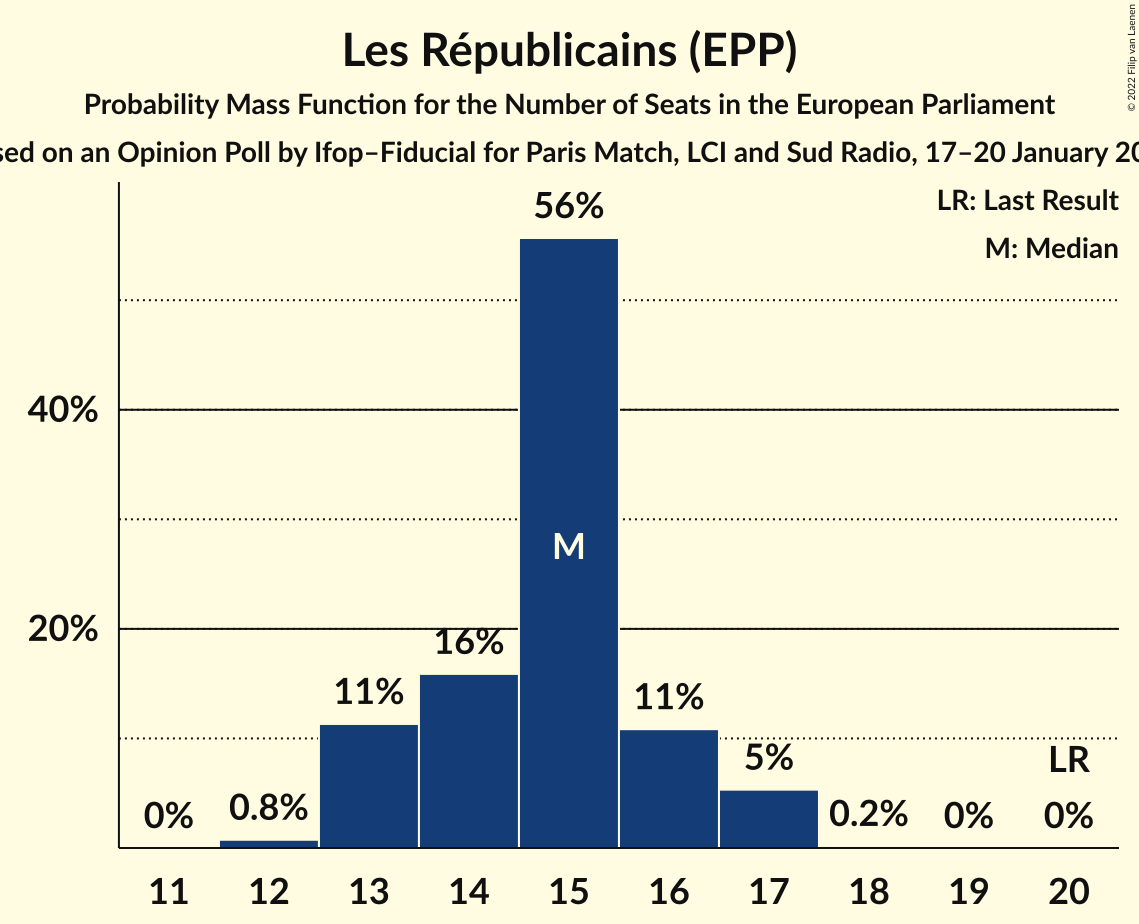 Les Républicains (EPP)
Probability Mass Function for the Number of Seats in the European Parliament
sed on an Opinion Poll by Ifop–Fiducial for Paris Match, LCI and Sud Radio, 17–20 January 20
© 2022 Filip van Laenen
LR: Last Result
M: Median
56%
40%
M
20%
16%
11%
11%
5%
LR
0%
0.8%
0.2%
0%
0%
11 12 13 14 15 16 17 18 19 20